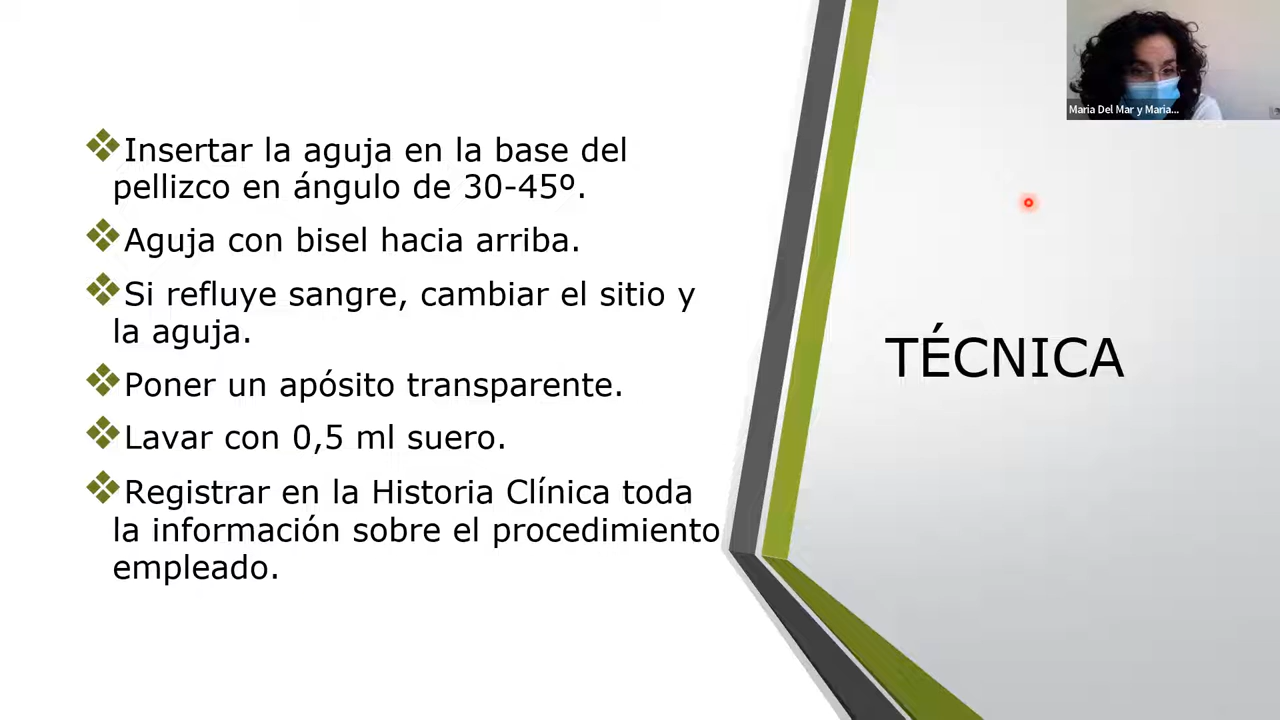 Maria Del Mar y Maria...
Insertar la aguja en la base del
pellizco en ángulo de 30-45º.
Aguja con bisel hacia arriba.
Si refluye sangre, cambiar el sitio y
la aguja.
Poner un apósito transparente.
Lavar con 0,5 ml suero.
Registrar en la Historia Clínica toda
la información sobre el procedimiento
empleado.
TÉCNICA